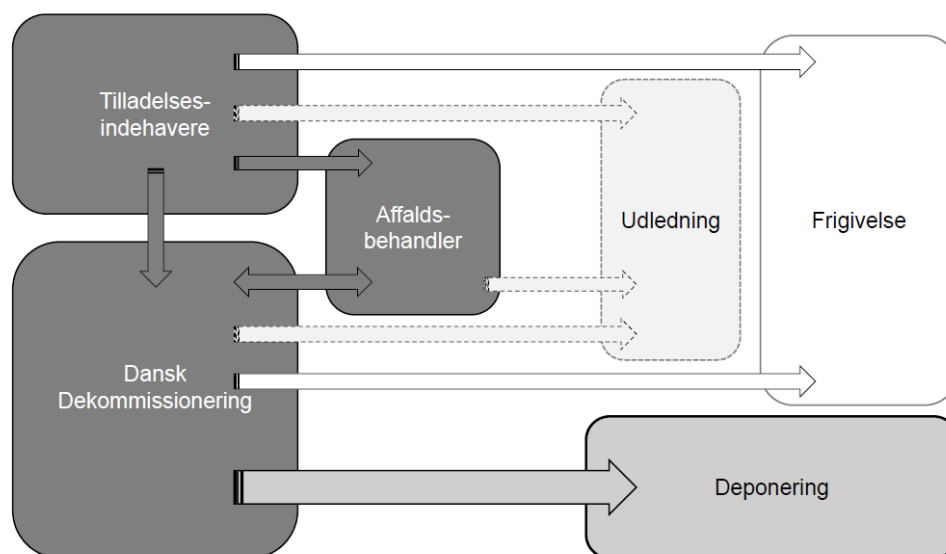 Tilladelses-
indehavere
Affalds-
behandler
Udledning
Frigivelse
Dansk
Dekommissionering
Deponering